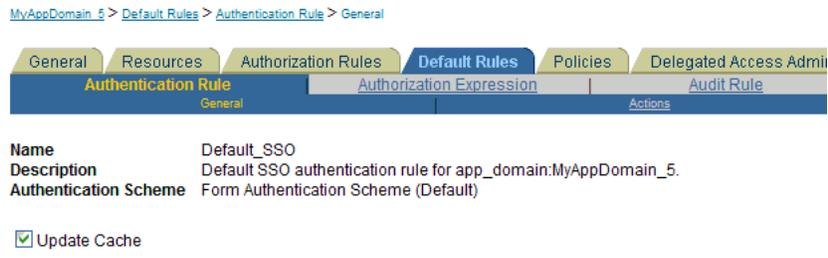 MyAppDomain_5 > Default Rules > Authentication Rule > General
General Resources Authorization Rules Default Rules Policies Delegated Access
Authentication Rule Authorization Expression Audit Rule
General Actions
Name Default_SSO
Description Default SSO authentication rule for app_domain:MyAppDomain_5.
Authentication Scheme Form Authentication Scheme (Default)
Update Cache